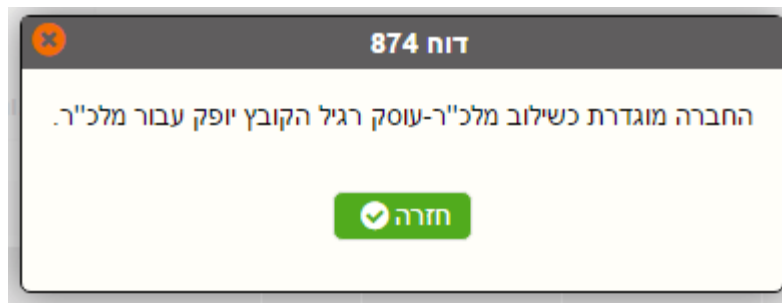 דוח 874
החברה מוגדרת כשילוב מלכ''ר-עוסק רגיל הקובץ יופק עבור מלכ''ר.
חזרה